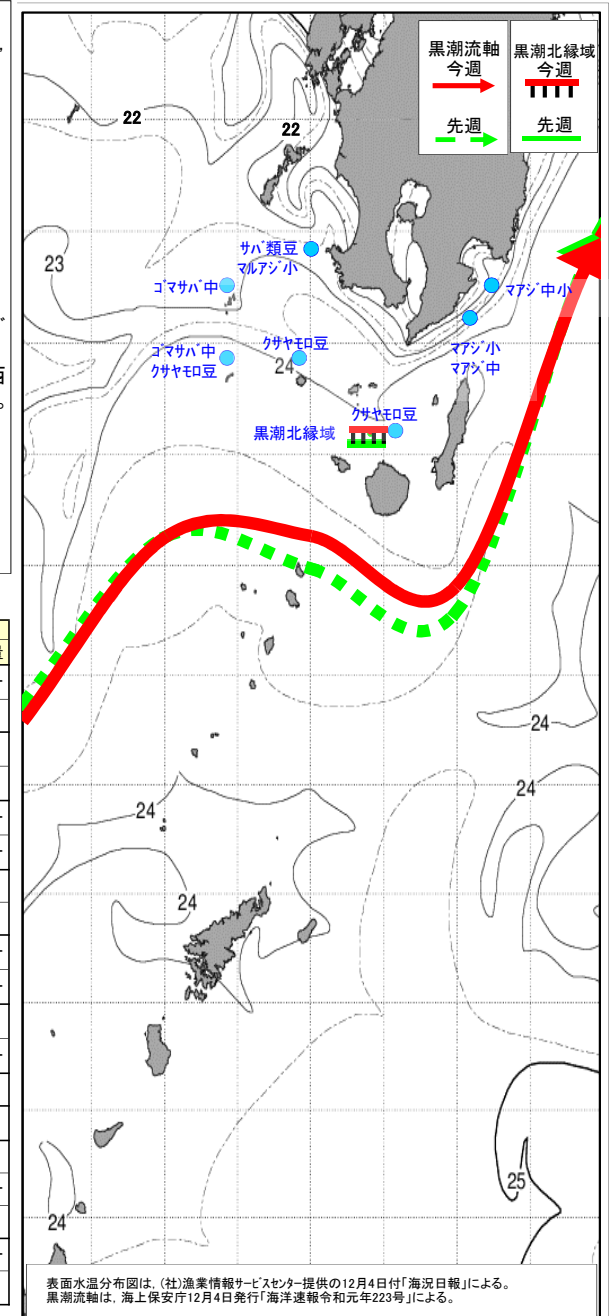 黒潮流軸
今週
先週
黒潮北縁域
今週
先週
22
22
23
サバ類豆
マルアジ小
ゴマサバ中
マアジ中小
ゴマサバ中
クサヤモロ豆
クサヤモロ豆
24
マアジ小
マアジ中
クサヤモロ豆
黒潮北縁域
24
24
24
24
25
24
表面水温分布図は,(社)漁業情報サービスセンター提供の12月4日付「海況日報」による。
黒潮流軸は,海上保安庁12月4日発行「海洋速報令和元年223号」による。